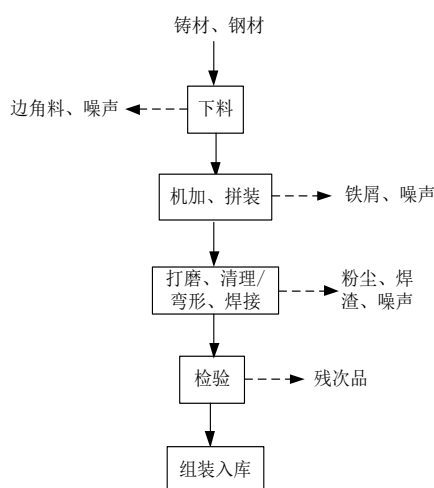 铸材、钢材
边角料、噪声
下料
机加、拼装
铁屑、噪声
打磨、清理/
弯形、焊接
粉尘、焊
渣、噪声
检验
残次品
组装入库